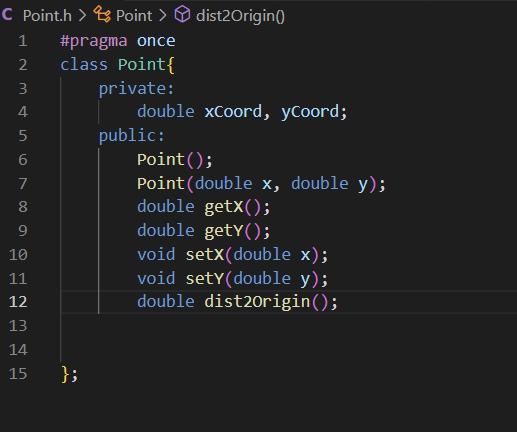 C Point.h > Point > dist2Origin()
1 #pragma once
2 class Point{
3     private:
4         double xCoord, yCoord;
5     public:
6         Point();
7         Point(double x, double y);
8         double getX();
9         double getY();
10         void setX(double x);
11         void setY(double y);
12         double dist2Origin();
13
14
15 };